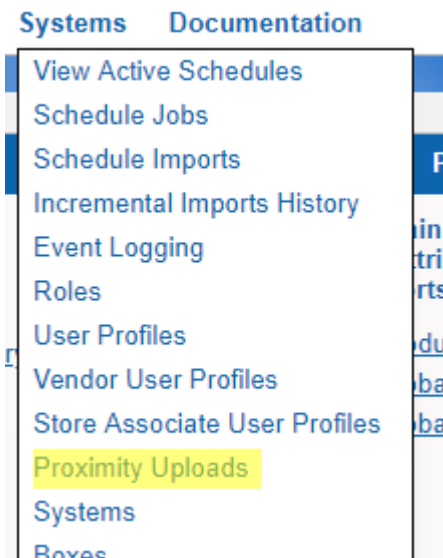 Systems Documentation
View Active Schedules
Schedule Jobs
Schedule Imports
Incremental Imports History
Event Logging
Roles
User Profiles
Vendor User Profiles
Store Associate User Profiles
Proximity Uploads
Systems
Boxes